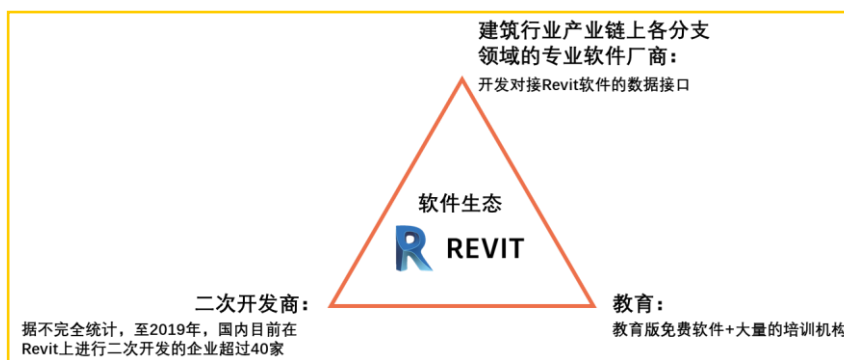 建筑行业产业链上各分支
领域的专业软件厂商：
开发对接Revit软件的数据接口
软件生态
REVIT
二次开发商：
据不完全统计，至2019年，国内目前在
Revit上进行二次开发的企业超过40家
教育：
教育版免费软件+大量的培训机构